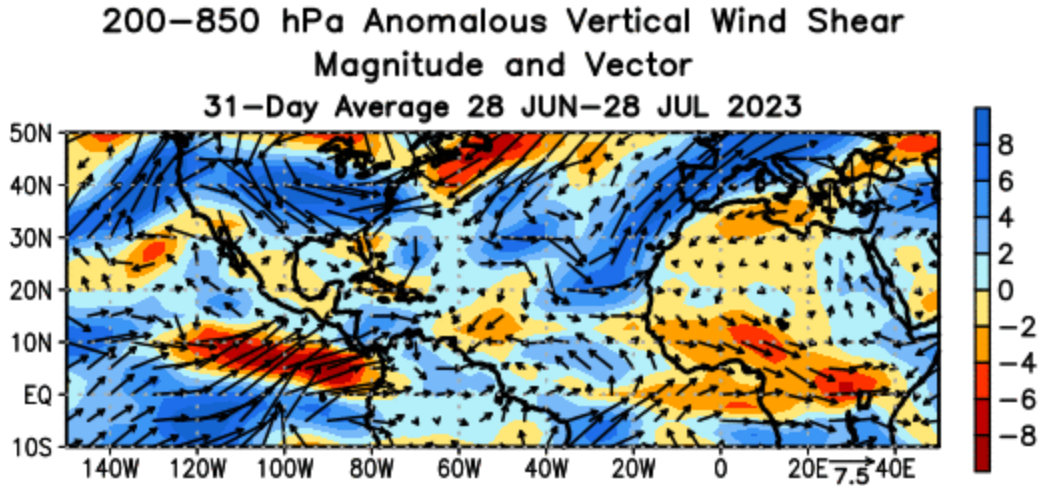 200-850 hPa Anomalous Vertical Wind Shear
Magnitude and Vector
31-Day Average 28 JUN-28 JUL 2023
50N
40N
30N
20N
10N
EQ
10S
140W 120W 100W 80W 60W 40W 20W 0 20E 40E
7.5
8
6
4
2
0
-2
-4
-6
-8